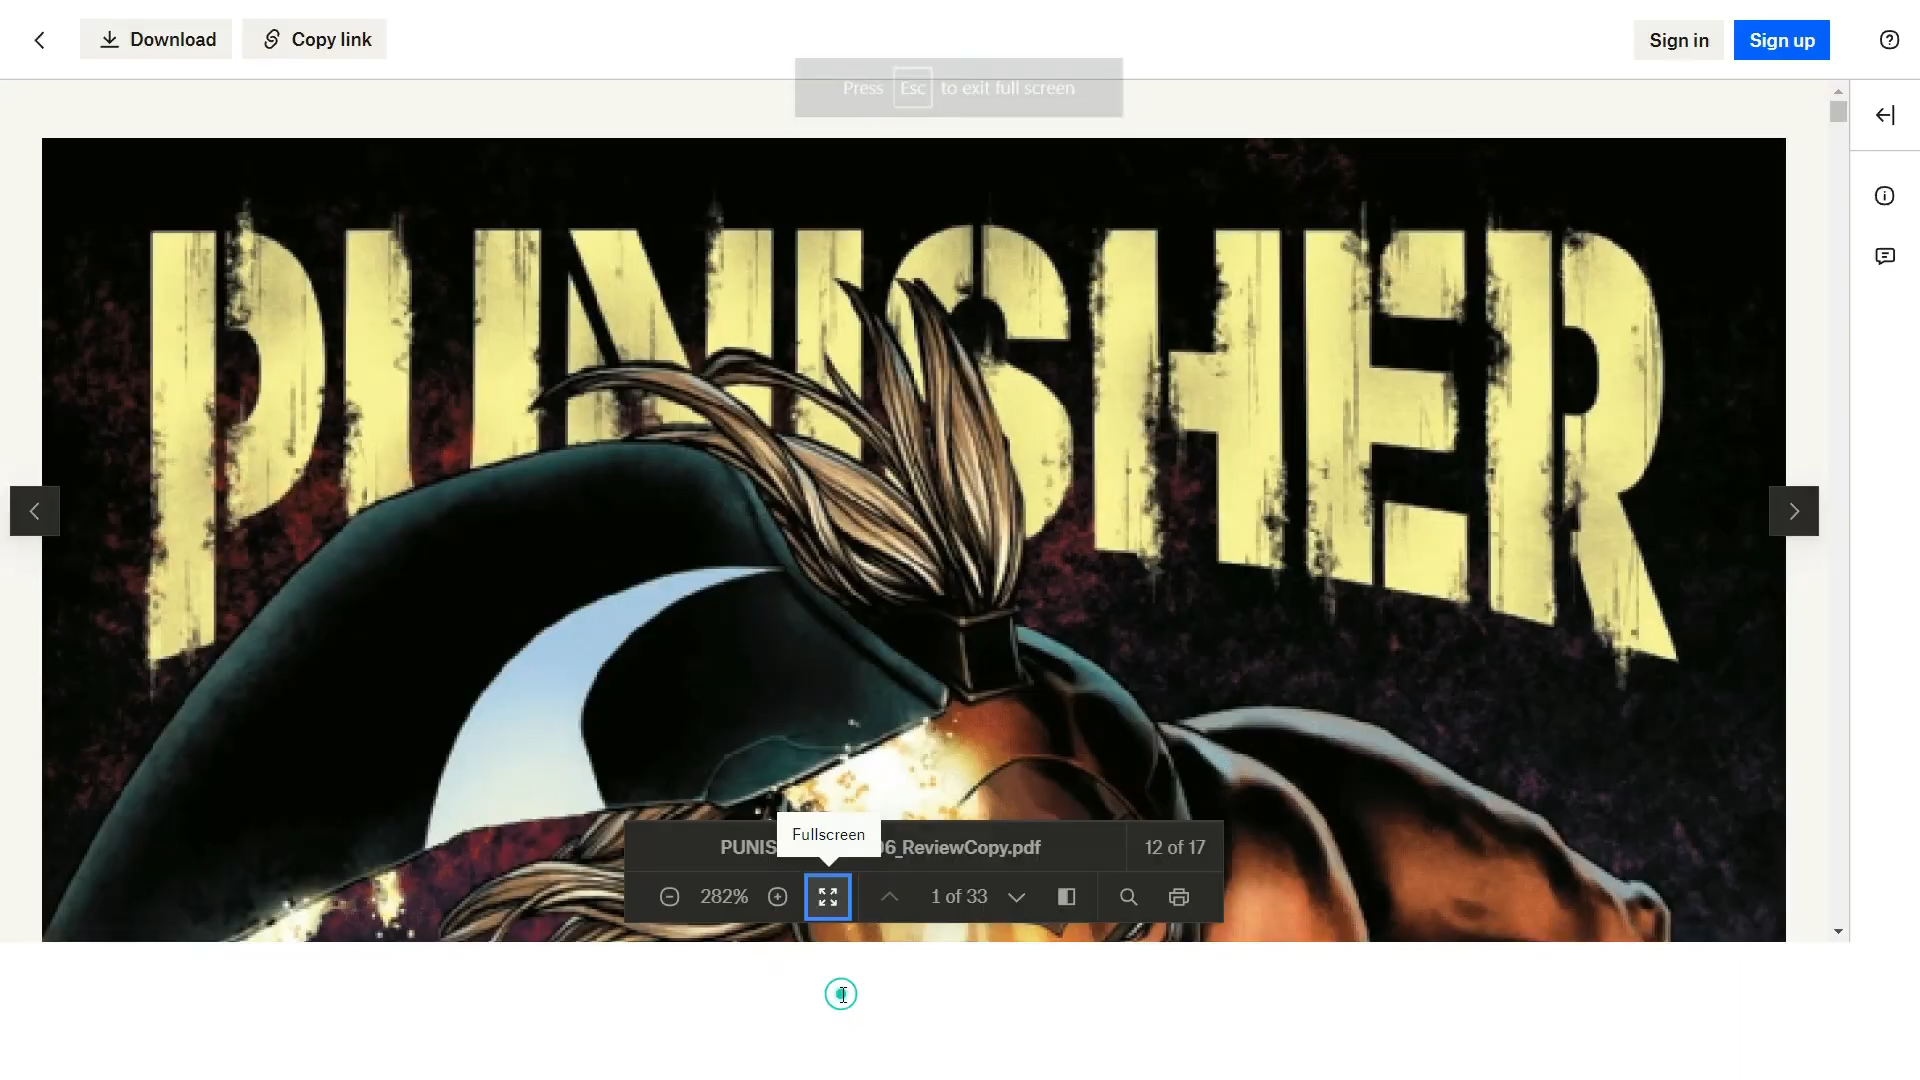 Download
Copy link
Sign in
Sign up
Press Esc to exit full screen
PUNISHER
Fullscreen
PUNIS
06_ReviewCopy.pdf
12 of 17
282%
1 of 33